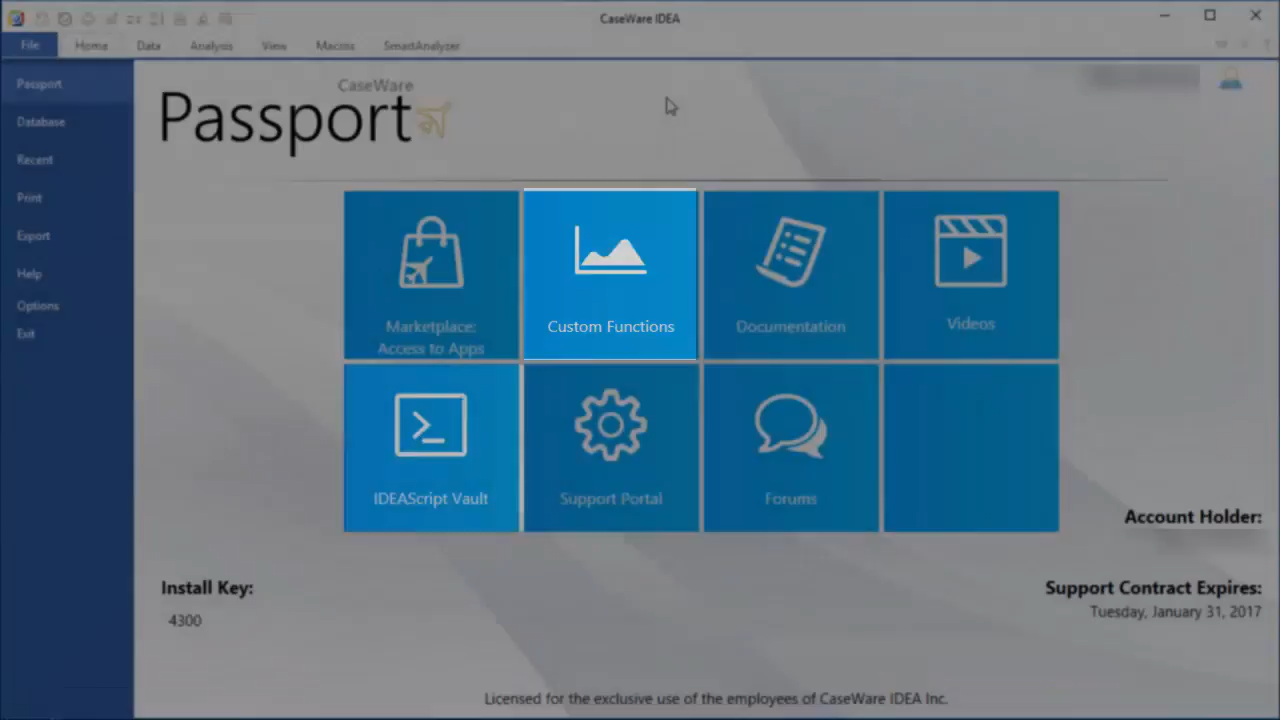 CaseWare IDEA
File Home Data Analysis View Macros SmartAnalyzer
Passport
Database
Recent
Print
Export
Help
Options
Exit
CaseWare
Passport
Marketplace:
Access to Apps
Custom Functions
Documentation
Videos
IDEAScript Vault
Support Portal
Forums
Account Holder:
Install Key:
4300
Support Contract Expires:
Tuesday, January 31, 2017
Licensed for the exclusive use of the employees of CaseWare IDEA Inc.